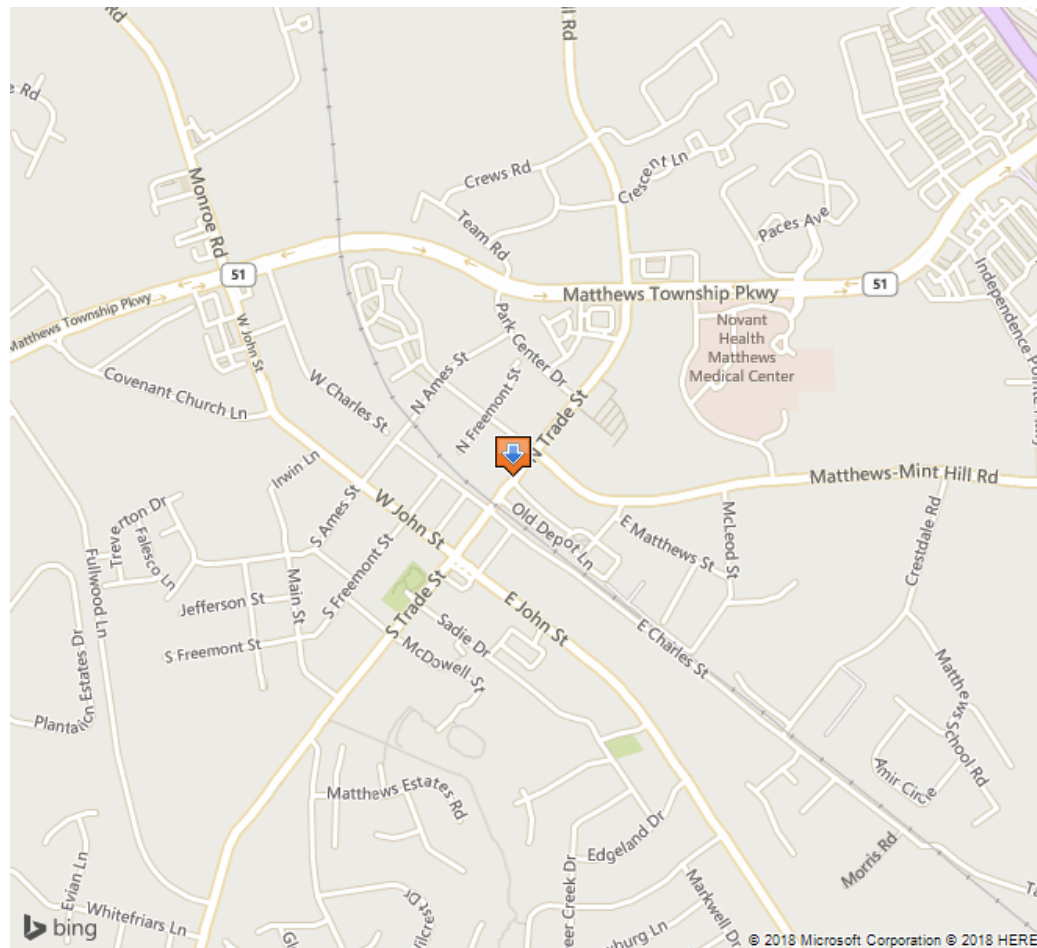 Rd
ll Rd
e Rd
Monroe Rd
Crews Rd
Crescent Ln
Team Rd
Paces Ave
51
51
Matthews Township Pkwy
Matthews Township Pkwy
Independence Pointe Pkwy
W John St
Park Center Dr
Novant
Health
Matthews
Medical Center
Covenant Church Ln
W Charles St
N Ames St
N Freemont St
N Trade St
Irwin Ln
Matthews-Mint Hill Rd
Treverton Dr
Falesco Ln
S Ames St
W John St
Old Depot Ln
E Matthews St
McLeod St
Crestdale Rd
Fullwood Ln
Jefferson St
Main St
S Freemont St
S Trade St
E John St
S Freemont St
Sadie Dr
McDowell St
E Charles St
Plantation Estates Dr
Matthews School Rd
Matthews Estates Rd
Amir Circle
Evian Ln
Edgeland Dr
Morris Rd
Whitefriars Ln
Markwell Dr
bing
© 2018 Microsoft Corporation © 2018 HERE